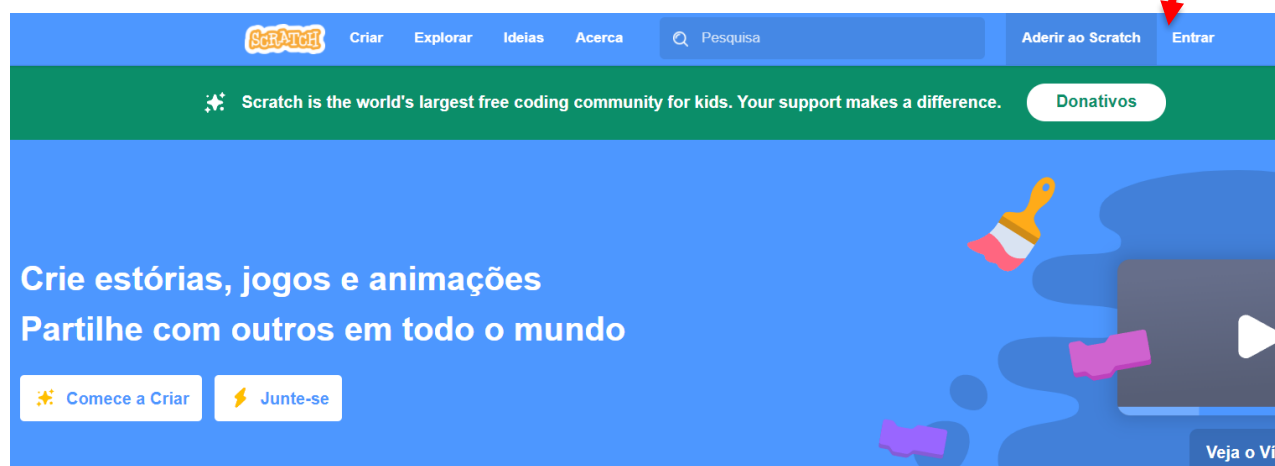 SCRATCH Criar Explorar Ideias Acerca Pesquisa Aderir ao Scratch Entrar
Scratch is the world's largest free coding community for kids. Your support makes a difference. Donativos
Crie estórias, jogos e animações
Partilhe com outros em todo o mundo
Comece a Criar Junte-se
Veja o